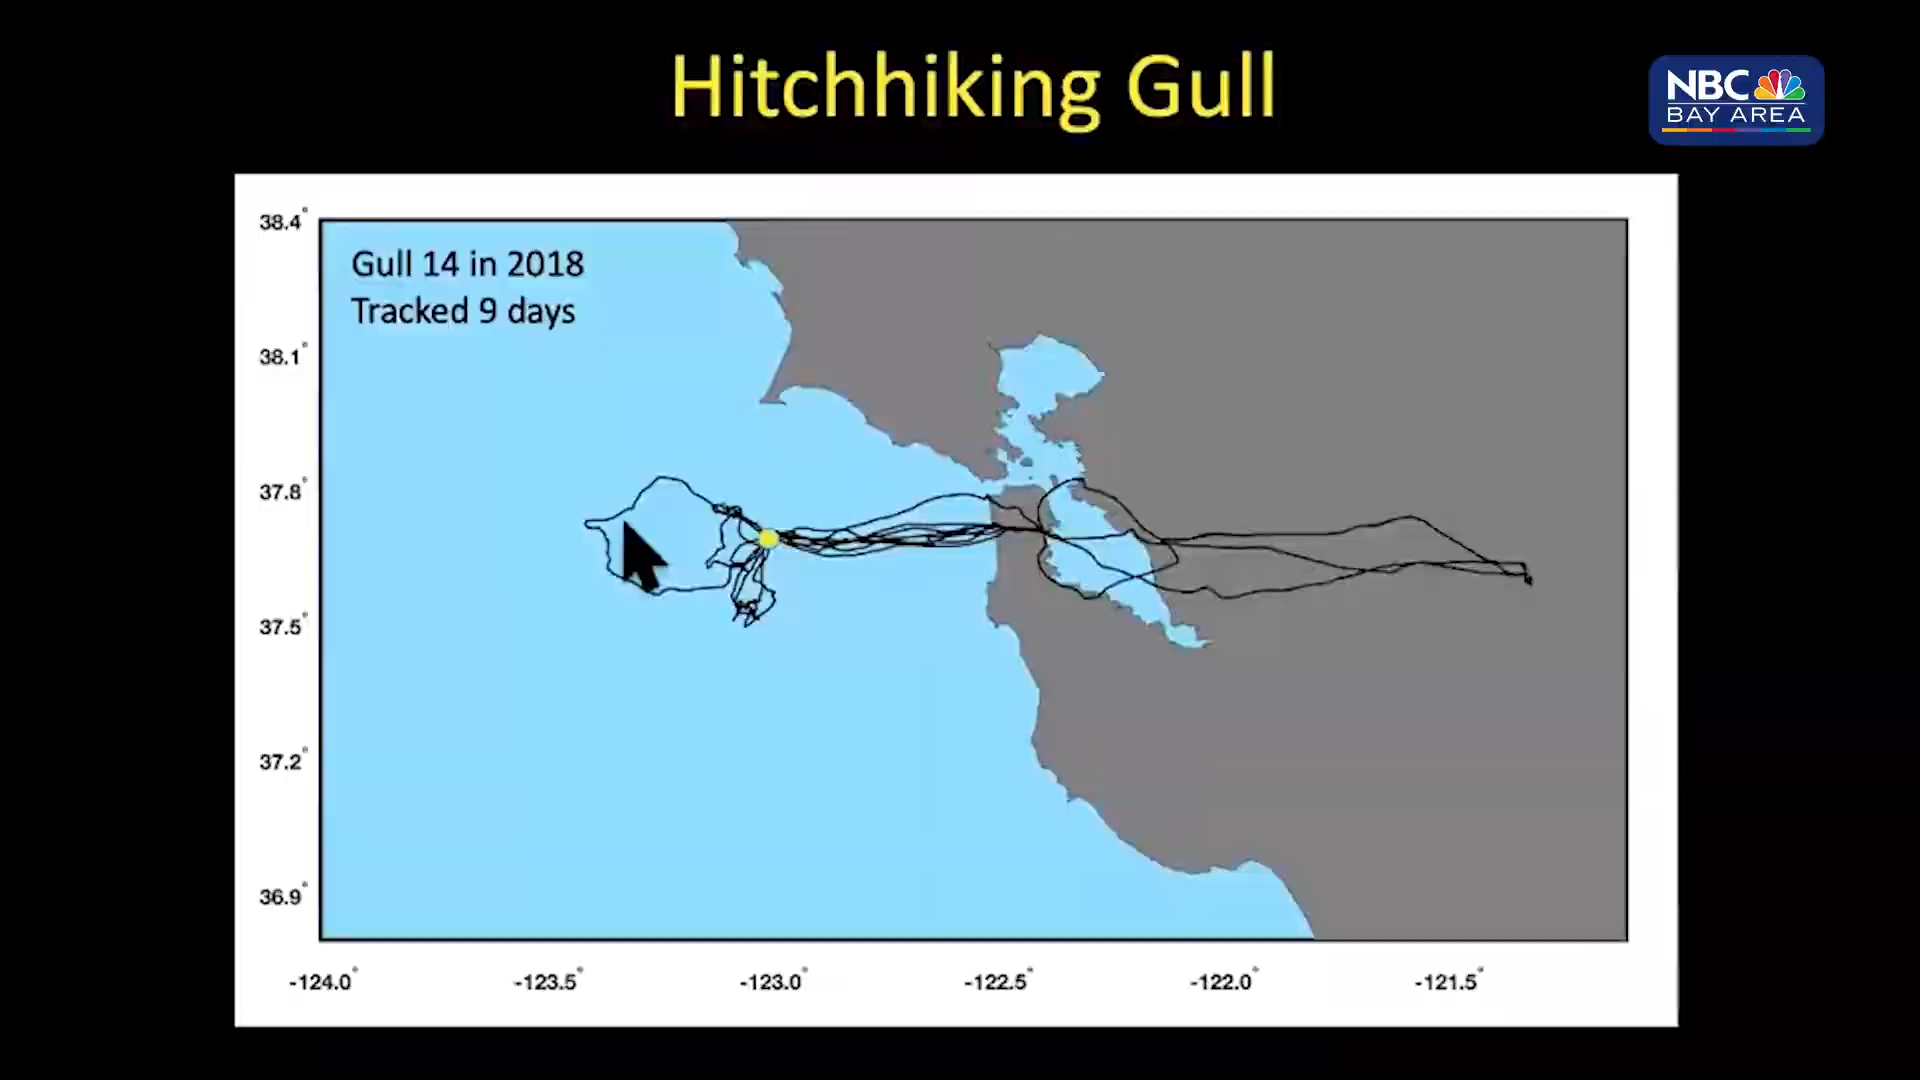 Hitchhiking Gull
NBC
BAY AREA
Gull 14 in 2018
Tracked 9 days
38.4°
38.1°
37.8°
37.5°
37.2°
36.9°
-124.0° -123.5° -123.0° -122.5° -122.0° -121.5°